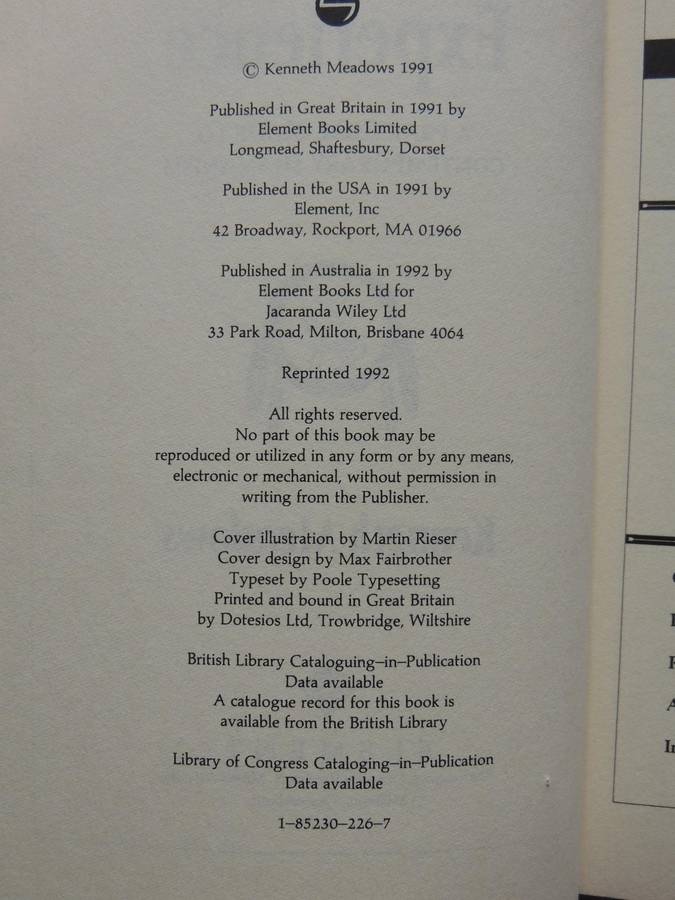 © Kenneth Meadows 1991
Published in Great Britain in 1991 by
Element Books Limited
Longmead, Shaftesbury, Dorset
Published in the USA in 1991 by
Element, Inc
42 Broadway, Rockport, MA 01966
Published in Australia in 1992 by
Element Books Ltd for
Jacaranda Wiley Ltd
33 Park Road, Milton, Brisbane 4064
Reprinted 1992
All rights reserved.
No part of this book may be
reproduced or utilized in any form or by any means,
electronic or mechanical, without permission in
writing from the Publisher.
Cover illustration by Martin Rieser
Cover design by Max Fairbrother
Typeset by Poole Typesetting
Printed and bound in Great Britain
by Dotesios Ltd, Trowbridge, Wiltshire
British Library Cataloguing–in–Publication
Data available
A catalogue record for this book is
available from the British Library
Library of Congress Cataloging–in–Publication
Data available
1–85230–226–7